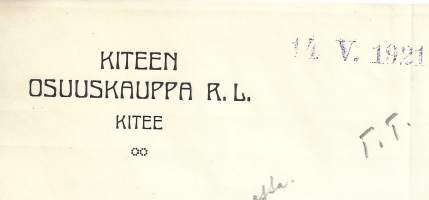 KITEEN
OSUUSKAUPPA R. L.
KITEE
14 V. 1921
T. T.